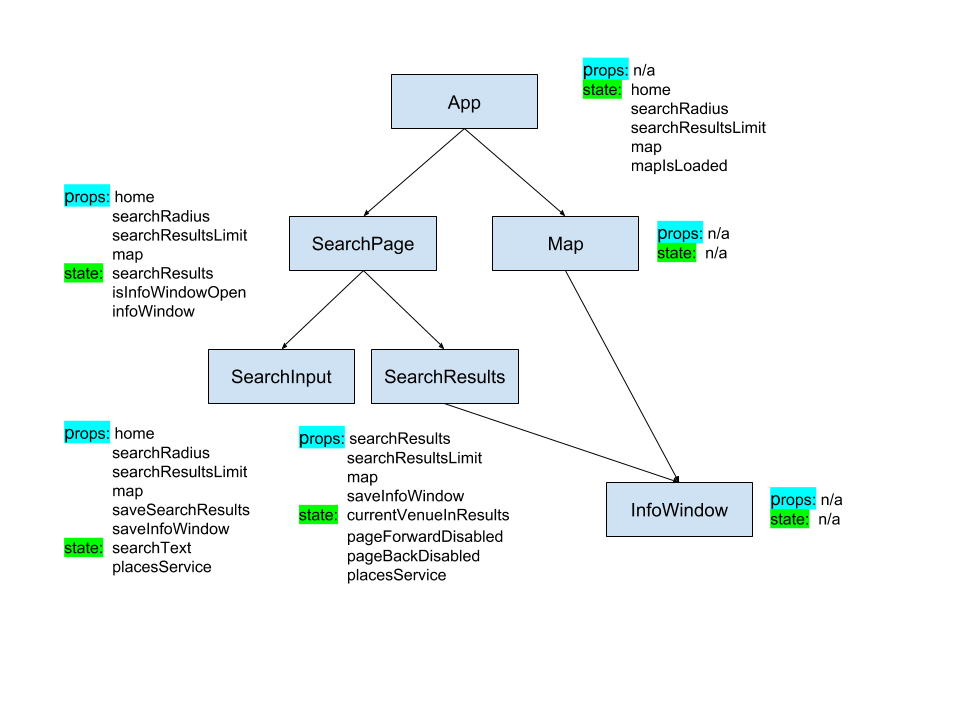 App
props: n/a
state: home
searchRadius
searchResultsLimit
map
mapIsLoaded
props: home
searchRadius
searchResultsLimit
map
state: searchResults
isInfoWindowOpen
infoWindow
SearchPage
Map
props: n/a
state: n/a
SearchInput
SearchResults
props: home
searchRadius
searchResultsLimit
map
saveSearchResults
saveInfoWindow
state: searchText
placesService
props: searchResults
searchResultsLimit
map
saveInfoWindow
state: currentVenueInResults
pageForwardDisabled
pageBackDisabled
placesService
InfoWindow
props: n/a
state: n/a